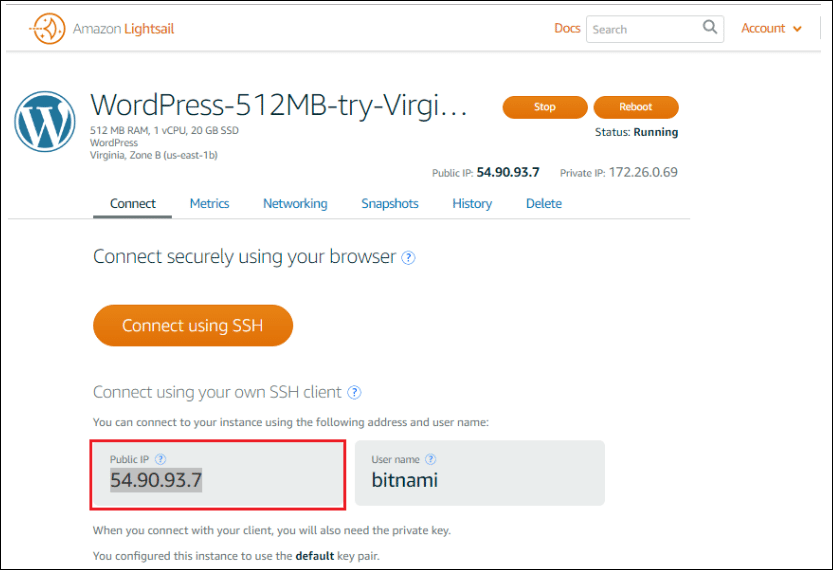 Amazon Lightsail
Docs
Search
Account
WordPress-512MB-try-Virgi...
Stop
Reboot
512 MB RAM, 1 vCPU, 20 GB SSD
Status: Running
WordPress
Virginia, Zone B (us-east-1b)
Public IP: 54.90.93.7
Private IP: 172.26.0.69
Connect
Metrics
Networking
Snapshots
History
Delete
Connect securely using your browser ?
Connect using SSH
Connect using your own SSH client ?
You can connect to your instance using the following address and user name:
Public IP ?
54.90.93.7
User name ?
bitnami
When you connect with your client, you will also need the private key.
You configured this instance to use the default key pair.